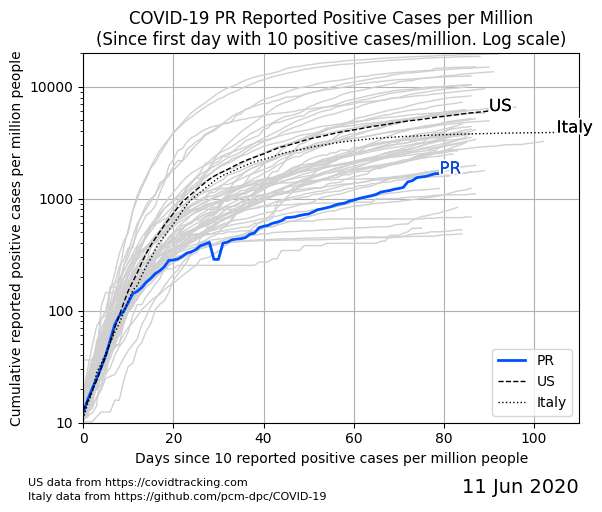 COVID-19 PR Reported Positive Cases per Million
(Since first day with 10 positive cases/million. Log scale)
Cumulative reported positive cases per million people
10000
1000
100
10
US
Italy
PR
PR
US
Italy
0
20
40
60
80
100
Days since 10 reported positive cases per million people
US data from https://covidtracking.com
Italy data from https://github.com/pcm-dpc/COVID-19
11 Jun 2020